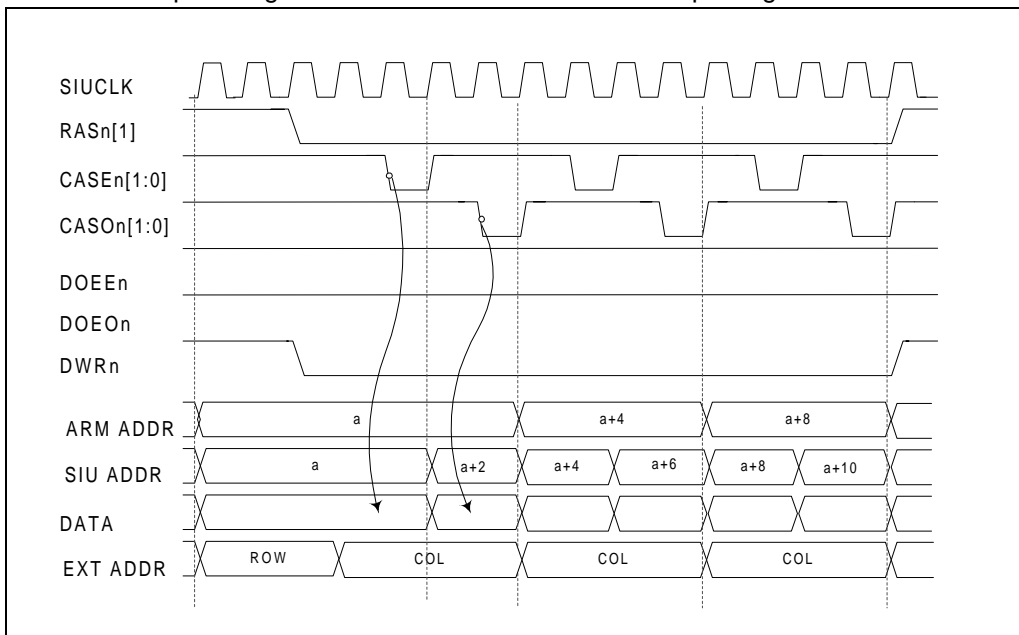 SIUCLK
RASn[1]
CASEn[1:0]
CASOn[1:0]
DOEEn
DOEOn
DWRn
ARM ADDR a a+4 a+8
SIU ADDR a a+2 a+4 a+6 a+8 a+10
DATA
EXT ADDR ROW COL COL COL